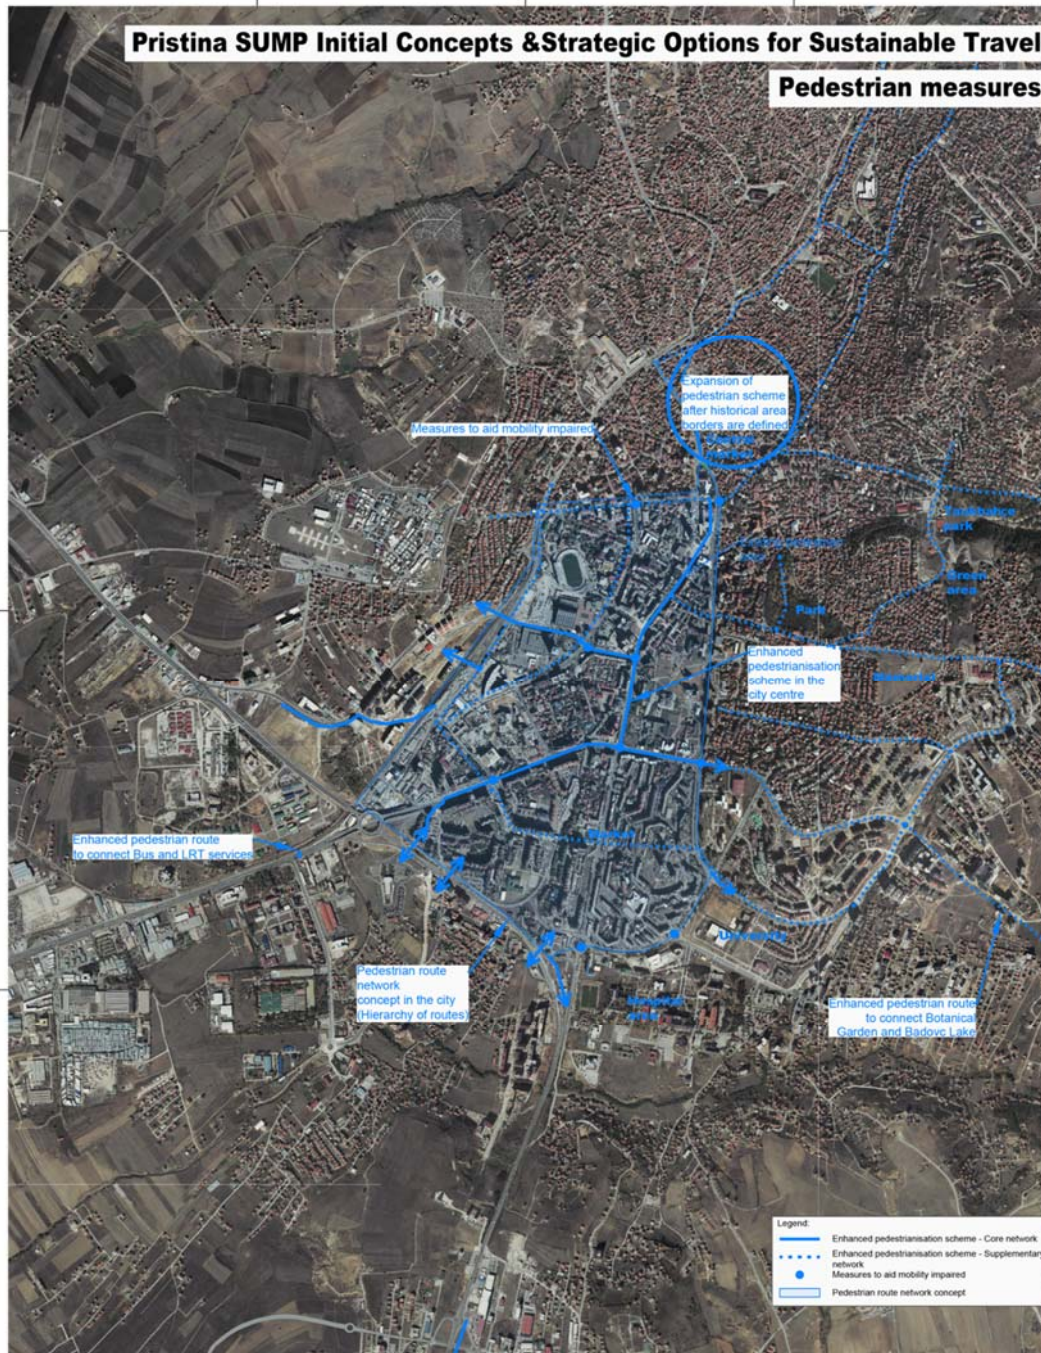 Pristina SUMP Initial Concepts &Strategic Options for Sustainable Travel
Pedestrian measures
Expansion of
pedestrian scheme
after historical area
borders are defined
Measures to aid mobility impaired
park
Green
area
Park
Enhanced
pedestrianisation
scheme in the
city centre
Enhanced pedestrian route
to connect Bus and LRT services
University
Pedestrian route
network
concept in the city
(Hierarchy of routes)
Enhanced pedestrian route
to connect Botanical
Garden and Badovc Lake
Legend:
Enhanced pedestrianisation scheme - Core network
Enhanced pedestrianisation scheme - Supplementary
network
Measures to aid mobility impaired
Pedestrian route network concept